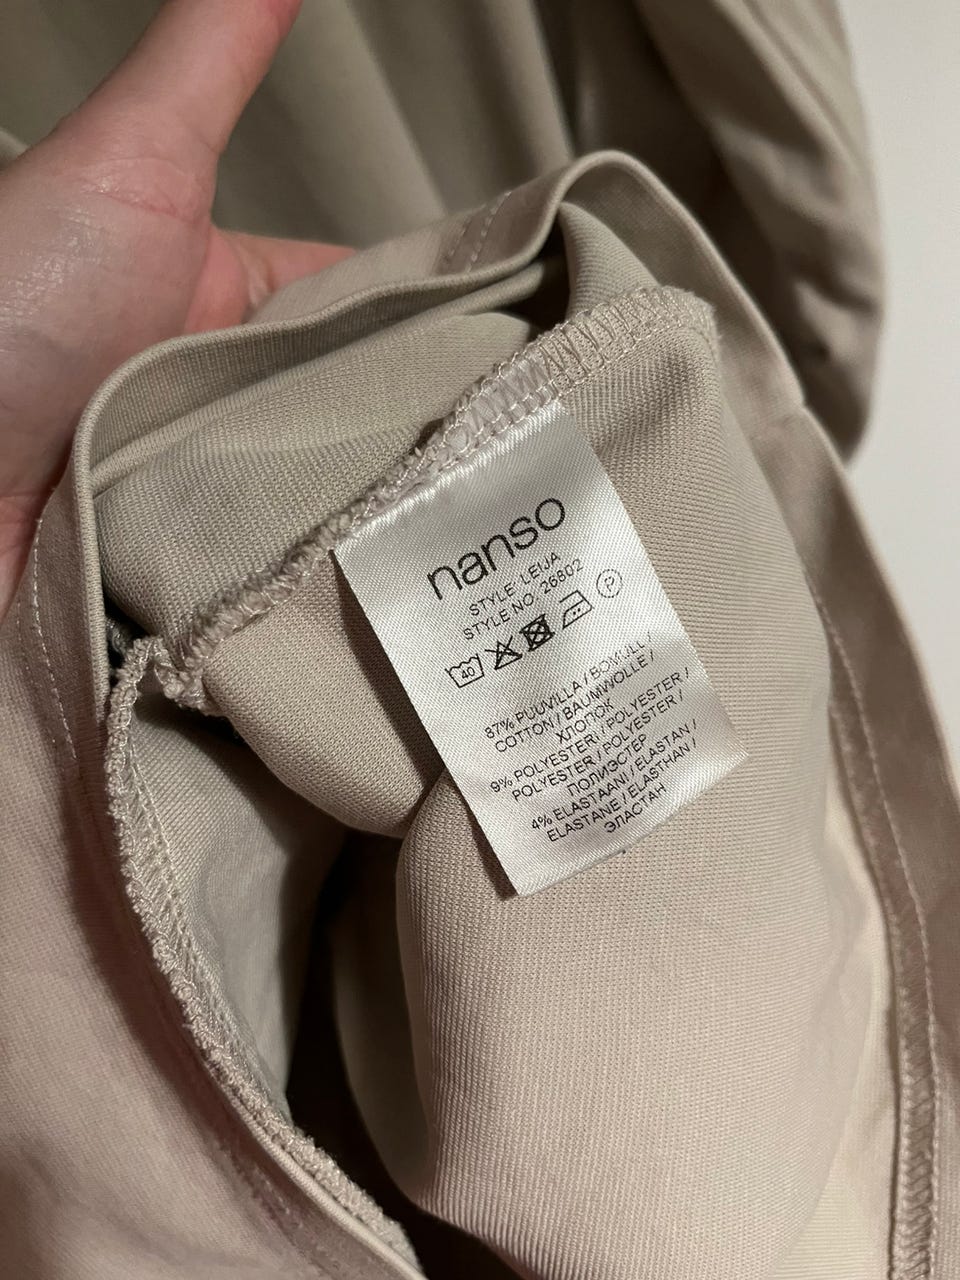 nanso
STYLE: LEIJA
STYLE NO. 26802
40 P
87% PUUVILLA / BOMULL /
COTTON / BAUMWOLLE /
ХЛОПОК
9% POLYESTERI / POLYESTER /
POLYESTER / POLYESTER /
ПОЛИЭСТЕР
4% ELASTAANI / ELASTAN /
ELASTANE / ELASTHAN /
ЭЛАСТАН